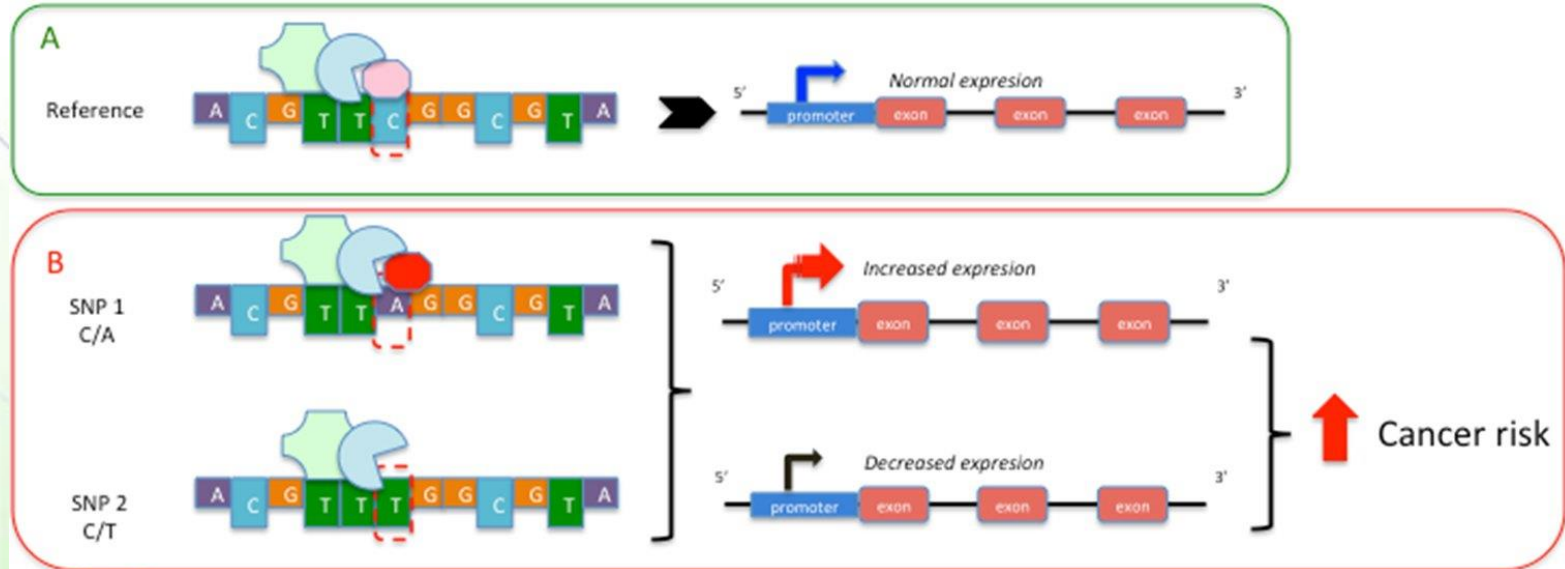 A
Reference
A C G T T C G G C G T A
5' Normal expresion 3'
promoter exon exon exon
B
SNP 1
C/A
A C G T T A G G C G T A
5' Increased expresion 3'
promoter exon exon exon
SNP 2
C/T
A C G T T T G G C G T A
5' Decreased expresion 3'
promoter exon exon exon
Cancer risk